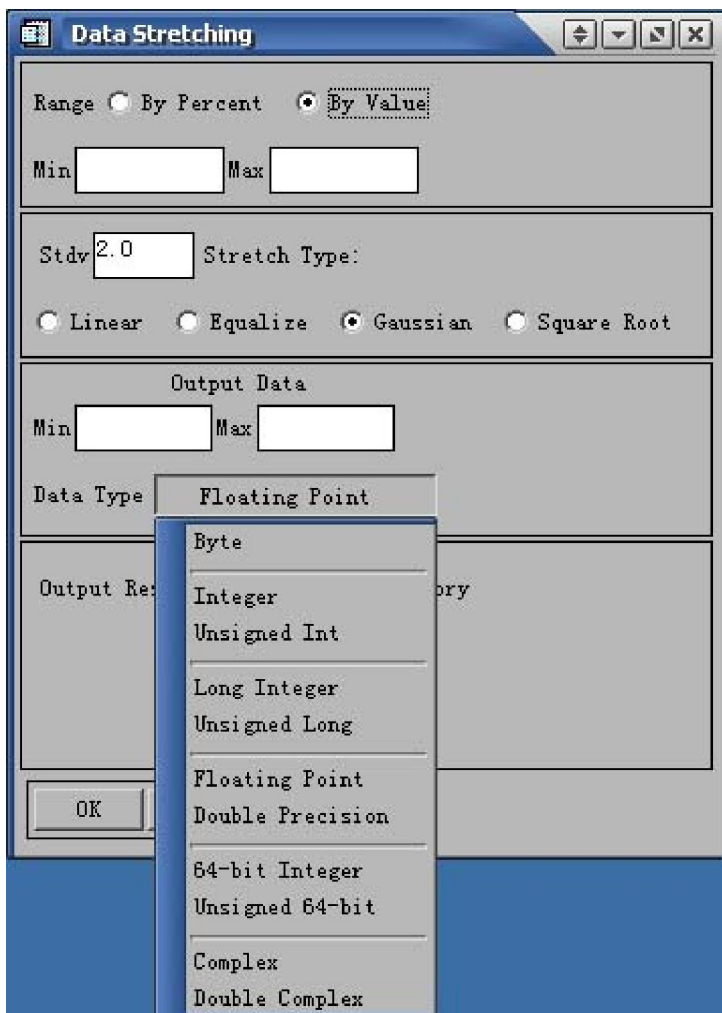 Data Stretching
Range By Percent By Value
Min Max
Stdv 2.0 Stretch Type:
Linear Equalize Gaussian Square Root
Output Data
Min Max
Data Type Floating Point
Byte
Output
Integer
Unsigned Int
Long Integer
Unsigned Long
Floating Point
OK
Double Precision
64-bit Integer
Unsigned 64-bit
Complex
Double Complex